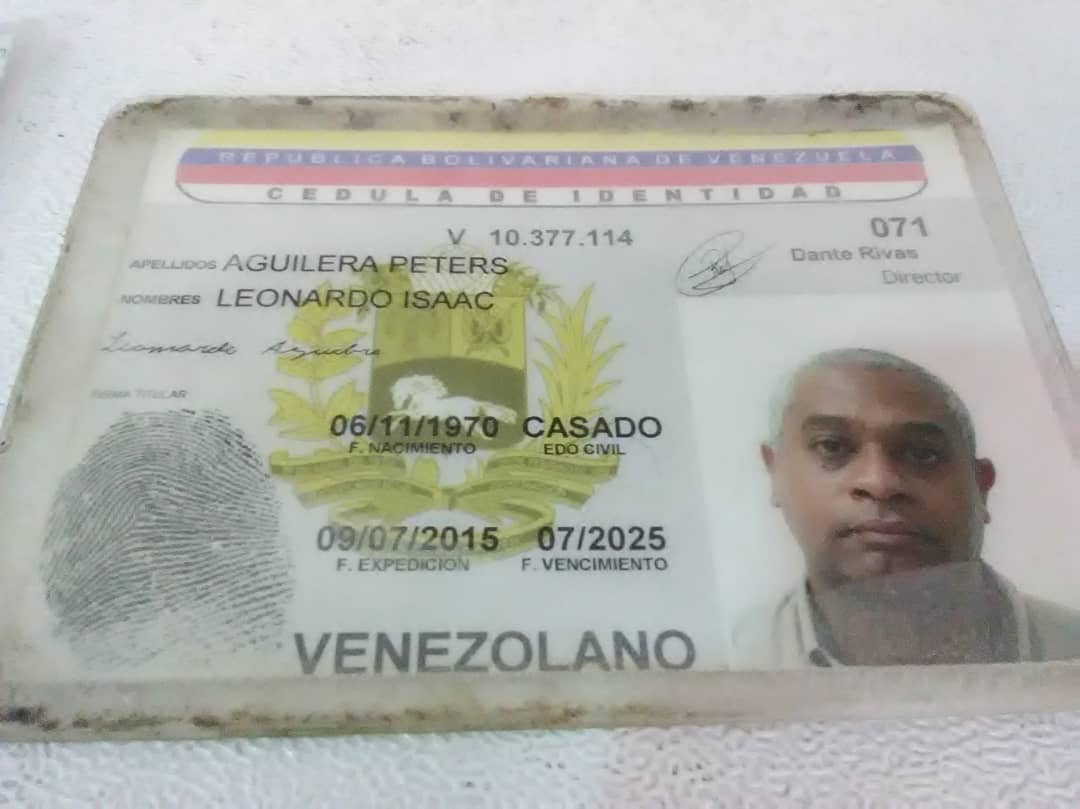 REPUBLICA BOLIVARIANA DE VENEZUELA
CEDULA DE IDENTIDAD
V 10.377.114
071
Dante Rivas
Director
APELLIDOS AGUILERA PETERS
NOMBRES LEONARDO ISAAC
Leonardo Aguilera
FIRMA TITULAR
06/11/1970 CASADO
F. NACIMIENTO EDO CIVIL
09/07/2015 07/2025
F. EXPEDICION F. VENCIMIENTO
VENEZOLANO